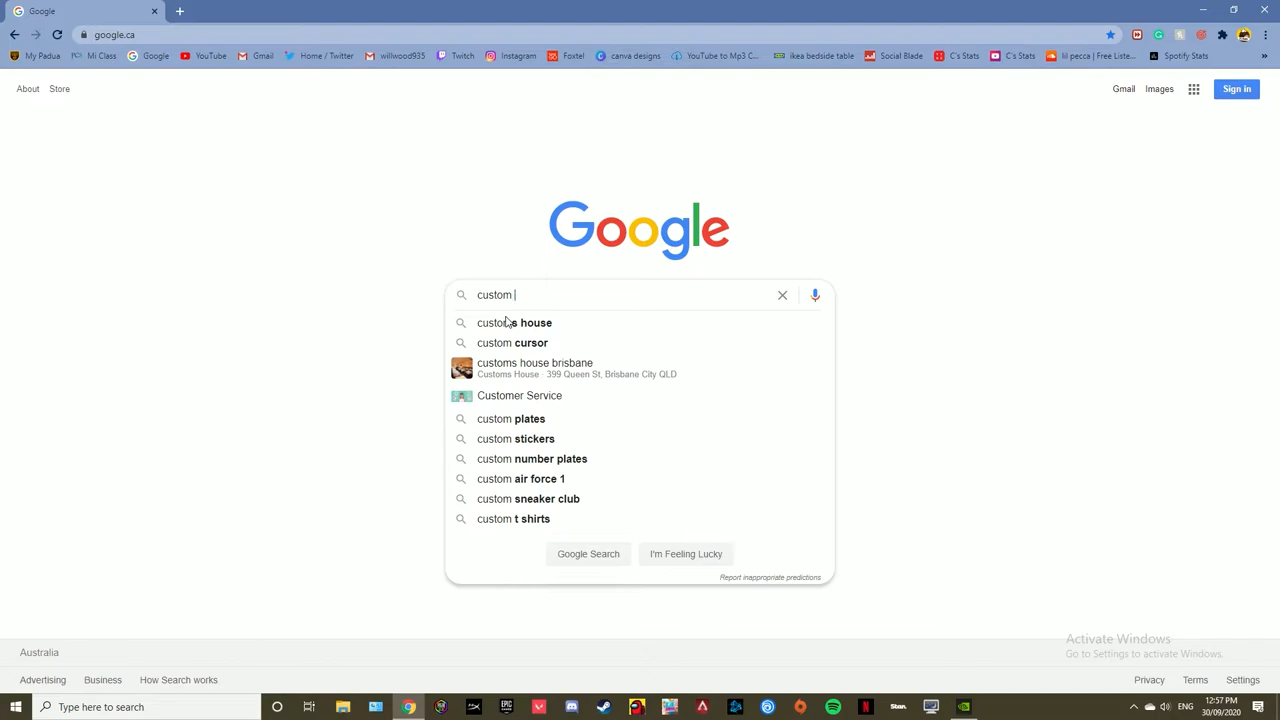 Google
google.ca
My Padua
Mi Class
Google
YouTube
Gmail
Home / Twitter
willwood935
Twitch
Instagram
Foxtel
canva designs
YouTube to Mp3 C...
ikea bedside table
Social Blade
C's Stats
C's Stats
lil pecca | Free Liste...
Spotify Stats
»
About
Store
Gmail
Images
Sign in
Google
custom
customs house
custom cursor
customs house brisbane
Customs House · 399 Queen St, Brisbane City QLD
Customer Service
custom plates
custom stickers
custom number plates
custom air force 1
custom sneaker club
custom t shirts
Google Search
I'm Feeling Lucky
Report inappropriate predictions
Activate Windows
Go to Settings to activate Windows.
Australia
Advertising
Business
How Search works
Privacy
Terms
Settings
Type here to search
EPIC
Stan.
ENG
12:57 PM
30/09/2020